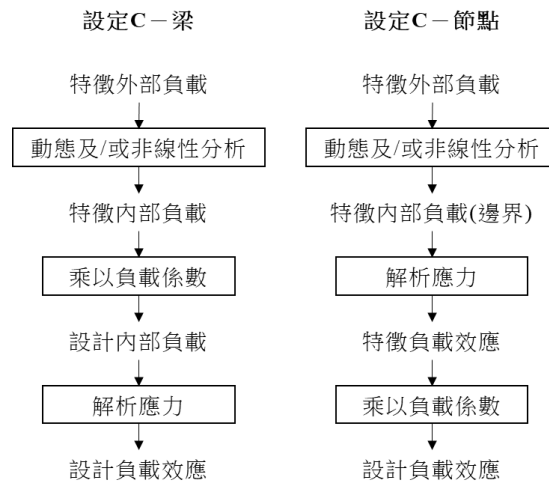 設定C－梁
特徵外部負載
動態及/或非線性分析
特徵內部負載
乘以負載係數
設計內部負載
解析應力
設計負載效應
設定C－節點
特徵外部負載
動態及/或非線性分析
特徵內部負載(邊界)
解析應力
特徵負載效應
乘以負載係數
設計負載效應